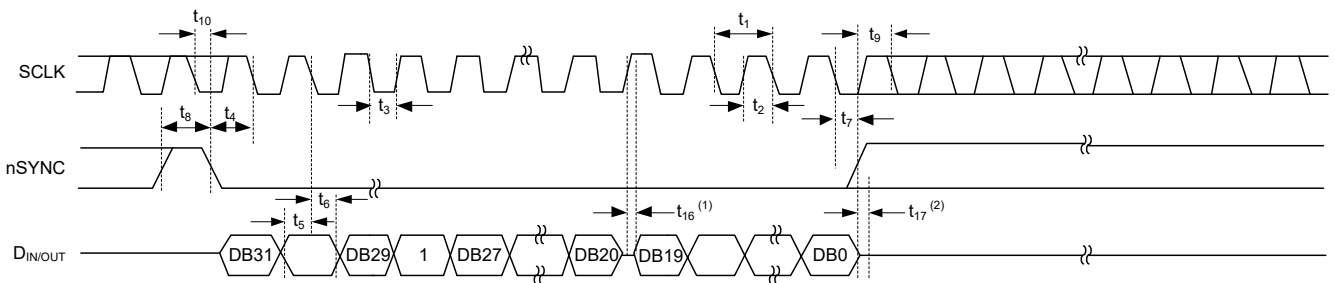 t10
t1
t9
SCLK
t3
t2
t8
t4
t7
nSYNC
t6
t5
t16 (1)
t17 (2)
DIN/OUT
DB31
DB29
1
DB27
DB20
DB19
DB0